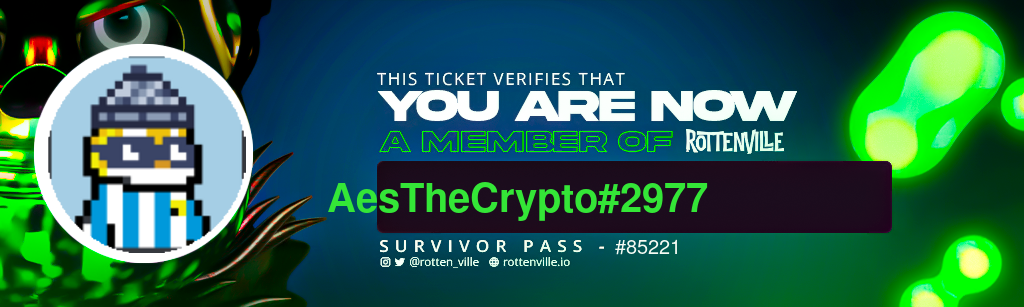 THIS TICKET VERIFIES THAT
YOU ARE NOW
A MEMBER OF ROTTENVILLE
AesTheCrypto#2977
SURVIVOR PASS - #85221
@rotten_ville rottenville.io